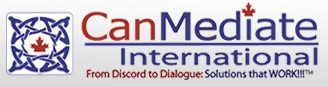 CanMediate
International
From Discord to Dialogue: Solutions that WORK!!!™